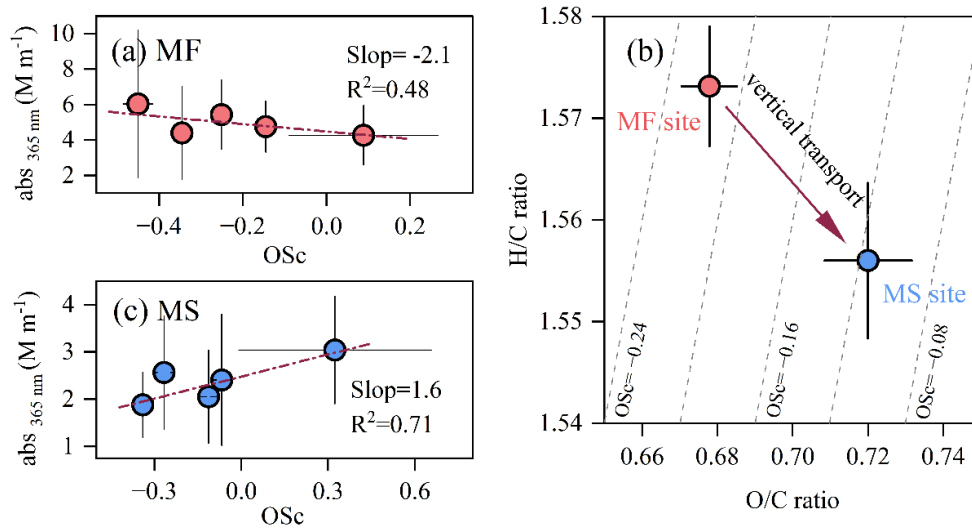 (a) MF
Slop= -2.1
R²=0.48
abs 365 nm (M m⁻¹)
10
8
6
4
2
−0.4
−0.2
0.0
0.2
OSc
(c) MS
Slop=1.6
R²=0.71
abs 365 nm (M m⁻¹)
4
3
2
1
−0.3
0.0
0.3
0.6
OSc
(b)
MF site
vertical transport
MS site
OSc= −0.24
OSc= −0.16
OSc= −0.08
H/C ratio
1.58
1.57
1.56
1.55
1.54
0.66
0.68
0.70
0.72
0.74
O/C ratio